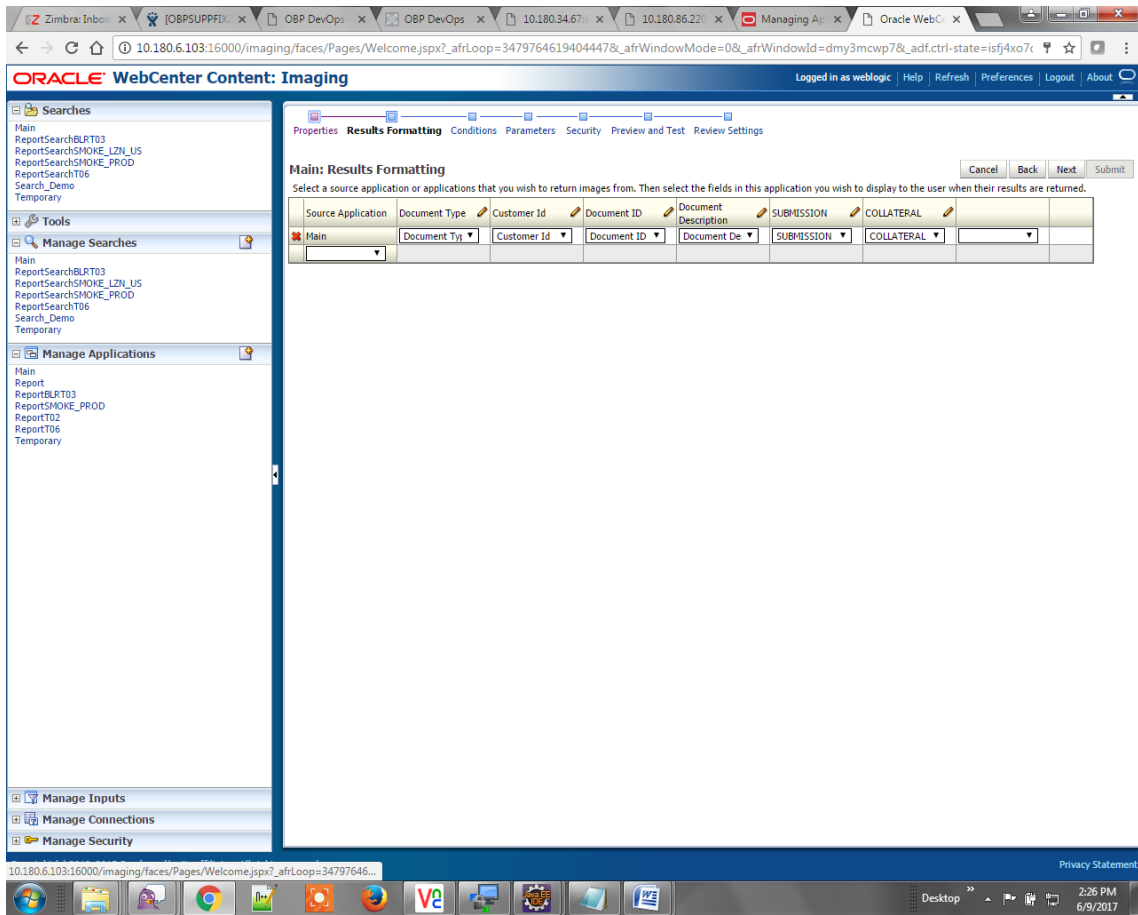 Zimbra: Inbox
[OBPSUPPFIX
OBP DevOps
OBP DevOps
10.180.34.67:
10.180.86.220
Managing Ap
Oracle WebCe
10.180.6.103:16000/imaging/faces/Pages/Welcome.jspx?_afrLoop=34797646194044478&_afrWindowMode=0&_afrWindowId=dmy3mcwp7&_adf.ctrl-state=isfj4xo7c
ORACLE WebCenter Content: Imaging
Logged in as weblogic Help Refresh Preferences Logout About
Searches
Main
ReportSearchBLRT03
ReportSearchSMOKE_LZN_US
ReportSearchSMOKE_PROD
ReportSearchT06
Search_Demo
Temporary
Tools
Manage Searches
Main
ReportSearchBLRT03
ReportSearchSMOKE_LZN_US
ReportSearchSMOKE_PROD
ReportSearchT06
Search_Demo
Temporary
Manage Applications
Main
Report
ReportBLRT03
ReportSMOKE_PROD
ReportT02
ReportT06
Temporary
Manage Inputs
Manage Connections
Manage Security
Properties Results Formatting Conditions Parameters Security Preview and Test Review Settings
Main: Results Formatting
Cancel Back Next Submit
Select a source application or applications that you wish to return images from. Then select the fields in this application you wish to display to the user when their results are returned.
Source Application Document Type Customer Id Document ID Document Description SUBMISSION COLLATERAL
Main Document Typ Customer Id Document ID Document De. SUBMISSION COLLATERAL
Privacy Statement
10.180.6.103:16000/imaging/faces/Pages/Welcome.jspx?_afrLoop=34797646...
Desktop
2:26 PM
6/9/2017